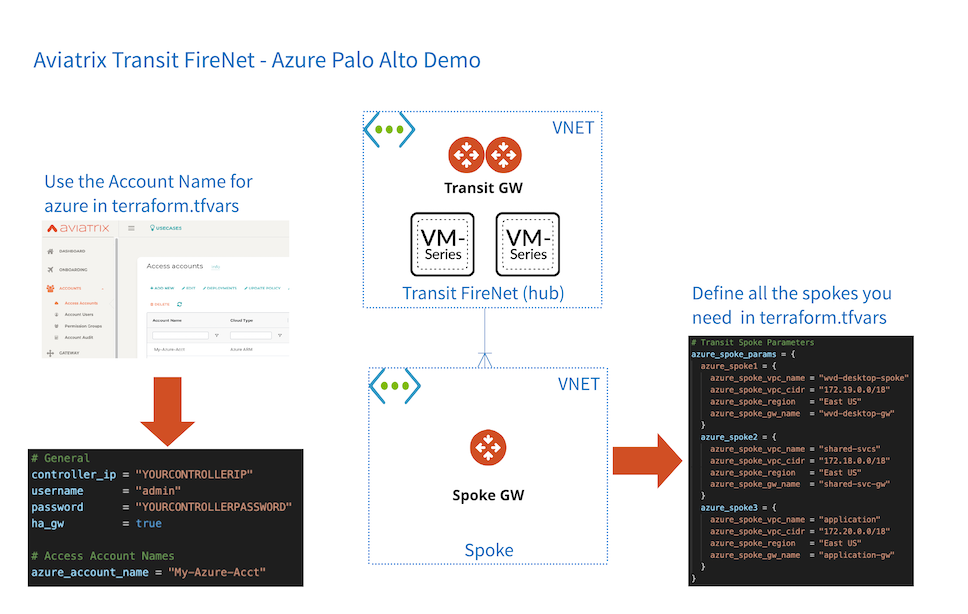 Aviatrix Transit FireNet - Azure Palo Alto Demo
Use the Account Name for
azure in terraform.tfvars
aviatrix
USECASES
DASHBOARD
ONBOARDING
ACCOUNTS
Access Accounts
Account Users
Permission Groups
Account Audit
GATEWAY
Access accounts
+ ADD NEW EDIT DEPLOYMENTS UPDATE POLICY
DELETE
Account Name Cloud Type
My-Azure-Acct Azure ARM
# General
controller_ip = "YOURCONTROLLERIP"
username = "admin"
password = "YOURCONTROLLERPASSWORD"
ha_gw = true
# Access Account Names
azure_account_name = "My-Azure-Acct"
VNET
Transit GW
VM-
Series
VM-
Series
Transit FireNet (hub)
VNET
Spoke GW
Spoke
Define all the spokes you
need in terraform.tfvars
# Transit Spoke Parameters
azure_spoke_params = {
azure_spoke1 = {
azure_spoke_vpc_name = "wvd-desktop-spoke"
azure_spoke_vpc_cidr = "172.19.0.0/18"
azure_spoke_region = "East US"
azure_spoke_gw_name = "wvd-desktop-gw"
}
azure_spoke2 = {
azure_spoke_vpc_name = "shared-svcs"
azure_spoke_vpc_cidr = "172.18.0.0/18"
azure_spoke_region = "East US"
azure_spoke_gw_name = "shared-svc-gw"
}
azure_spoke3 = {
azure_spoke_vpc_name = "application"
azure_spoke_vpc_cidr = "172.20.0.0/18"
azure_spoke_region = "East US"
azure_spoke_gw_name = "application-gw"
}
}